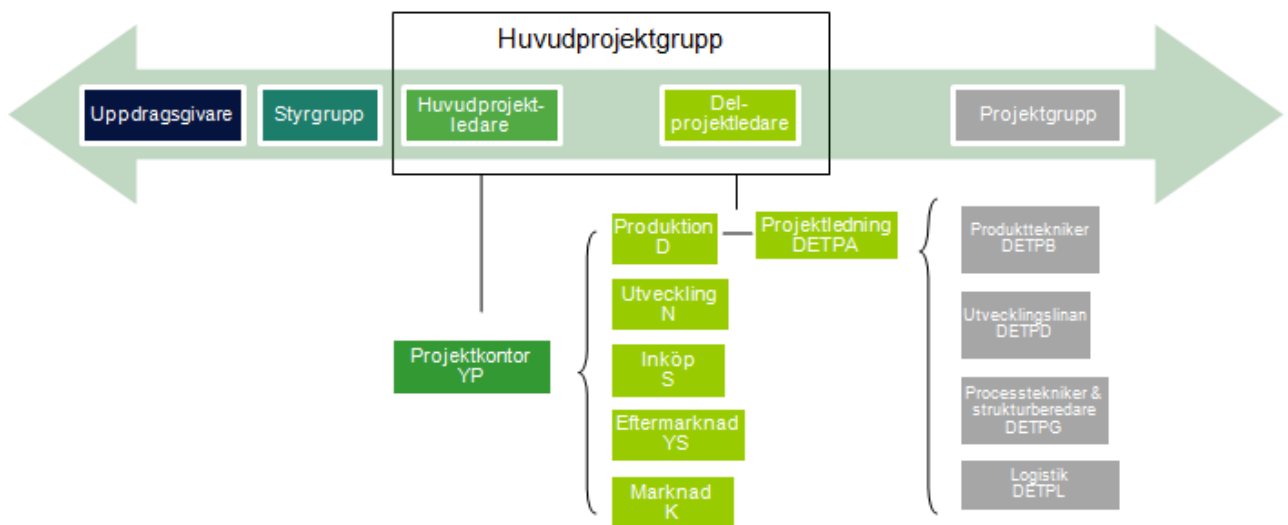 Huvudprojektgrupp
Uppdragsgivare
Styrgrupp
Huvudprojekt-
ledare
Del-
projektledare
Projektgrupp
Projektkontor
YP
Produktion
D
Utveckling
N
Inköp
S
Eftermarknad
YS
Marknad
K
Projektledning
DETPA
Produkttekniker
DETPB
Utvecklingslinan
DETPD
Processtekniker &
strukturberedare
DETPG
Logistik
DETPL